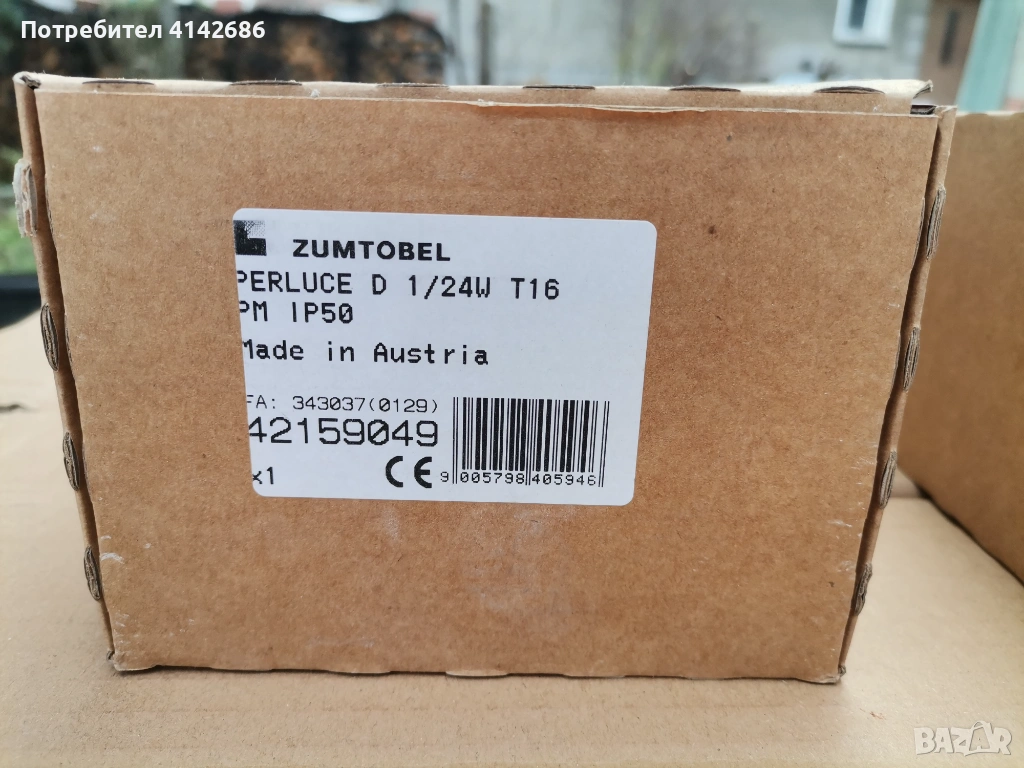 Потребител 4142686
ZUMTOBEL
PERLUCE D 1/24W T16
PM IP50
Made in Austria
FA: 343037(0129)
42159049
x1 CE
9 005798 405946
BAZAR